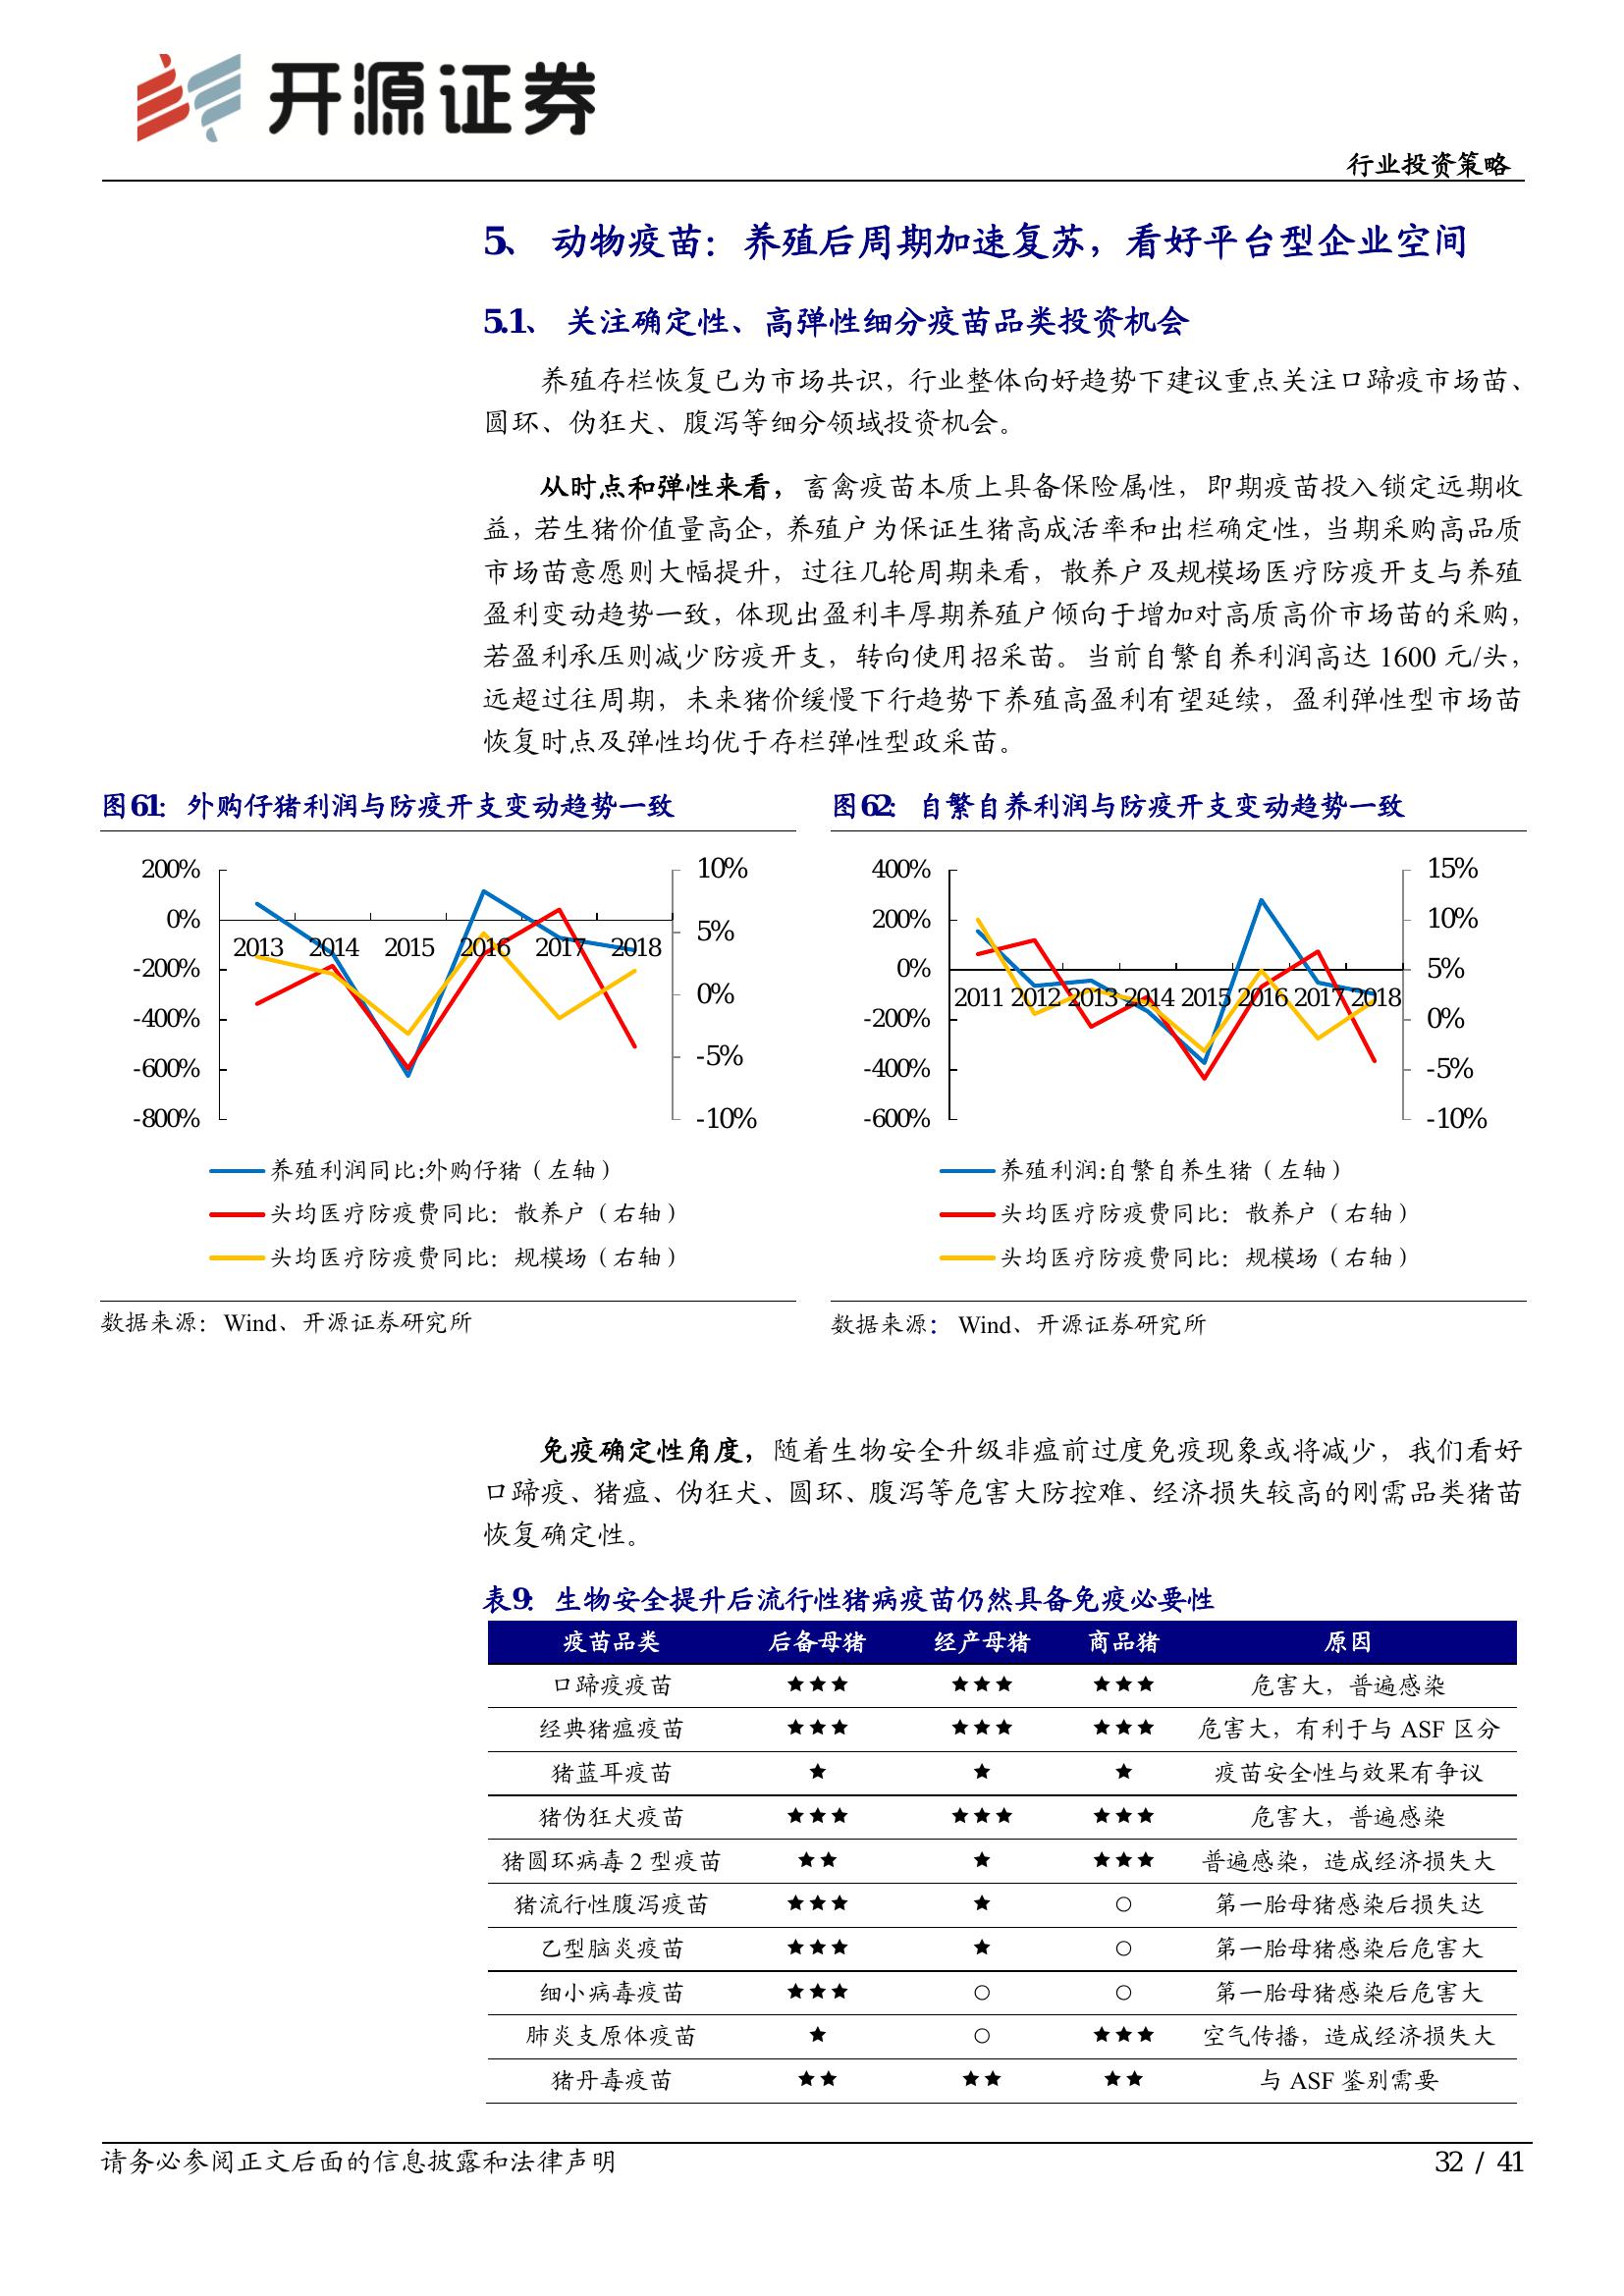 开源证券
行业投资策略
5、 动物疫苗：养殖后周期加速复苏，看好平台型企业空间
5.1、 关注确定性、高弹性细分疫苗品类投资机会
养殖存栏恢复已为市场共识，行业整体向好趋势下建议重点关注口蹄疫市场苗、
圆环、伪狂犬、腹泻等细分领域投资机会。
从时点和弹性来看，畜禽疫苗本质上具备保险属性，即期疫苗投入锁定远期收
益，若生猪价值量高企，养殖户为保证生猪高成活率和出栏确定性，当期采购高品质
市场苗意愿则大幅提升，过往几轮周期来看，散养户及规模场医疗防疫开支与养殖
盈利变动趋势一致，体现出盈利丰厚期养殖户倾向于增加对高质高价市场苗的采购，
若盈利承压则减少防疫开支，转向使用招采苗。当前自繁自养利润高达 1600 元/头，
远超过往周期，未来猪价缓慢下行趋势下养殖高盈利有望延续，盈利弹性型市场苗
恢复时点及弹性均优于存栏弹性型政采苗。
图61：外购仔猪利润与防疫开支变动趋势一致
200%
0%
-200%
-400%
-600%
-800%
2013 2014 2015 2016 2017 2018
10%
5%
0%
-5%
-10%
养殖利润同比:外购仔猪（左轴）
头均医疗防疫费同比：散养户（右轴）
头均医疗防疫费同比：规模场（右轴）
数据来源：Wind、开源证券研究所
图62：自繁自养利润与防疫开支变动趋势一致
400%
200%
0%
-200%
-400%
-600%
2011 2012 2013 2014 2015 2016 2017 2018
15%
10%
5%
0%
-5%
-10%
养殖利润:自繁自养生猪（左轴）
头均医疗防疫费同比：散养户（右轴）
头均医疗防疫费同比：规模场（右轴）
数据来源：Wind、开源证券研究所
免疫确定性角度，随着生物安全升级非瘟前过度免疫现象或将减少，我们看好
口蹄疫、猪瘟、伪狂犬、圆环、腹泻等危害大防控难、经济损失较高的刚需品类猪苗
恢复确定性。
表9：生物安全提升后流行性猪病疫苗仍然具备免疫必要性
疫苗品类 后备母猪 经产母猪 商品猪 原因
口蹄疫疫苗 ★★★ ★★★ ★★★ 危害大，普遍感染
经典猪瘟疫苗 ★★★ ★★★ ★★★ 危害大，有利于与 ASF 区分
猪蓝耳疫苗 ★ ★ ★ 疫苗安全性与效果有争议
猪伪狂犬疫苗 ★★★ ★★★ ★★★ 危害大，普遍感染
猪圆环病毒 2 型疫苗 ★★ ★ ★★★ 普遍感染，造成经济损失大
猪流行性腹泻疫苗 ★★★ ★ ○ 第一胎母猪感染后损失达
乙型脑炎疫苗 ★★★ ★ ○ 第一胎母猪感染后危害大
细小病毒疫苗 ★★★ ○ ○ 第一胎母猪感染后危害大
肺炎支原体疫苗 ★ ○ ★★★ 空气传播，造成经济损失大
猪丹毒疫苗 ★★ ★★ ★★ 与 ASF 鉴别需要
请务必参阅正文后面的信息披露和法律声明
32 / 41